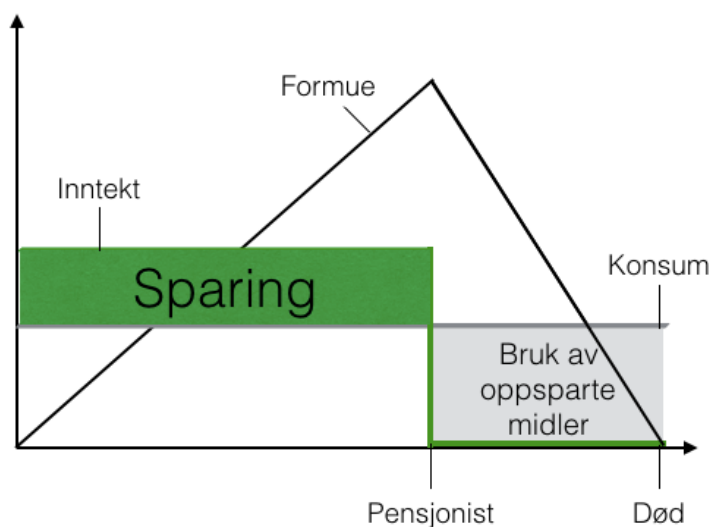 Formue
Inntekt
Sparing
Konsum
Bruk av
oppsparte
midler
Pensjonist
Død